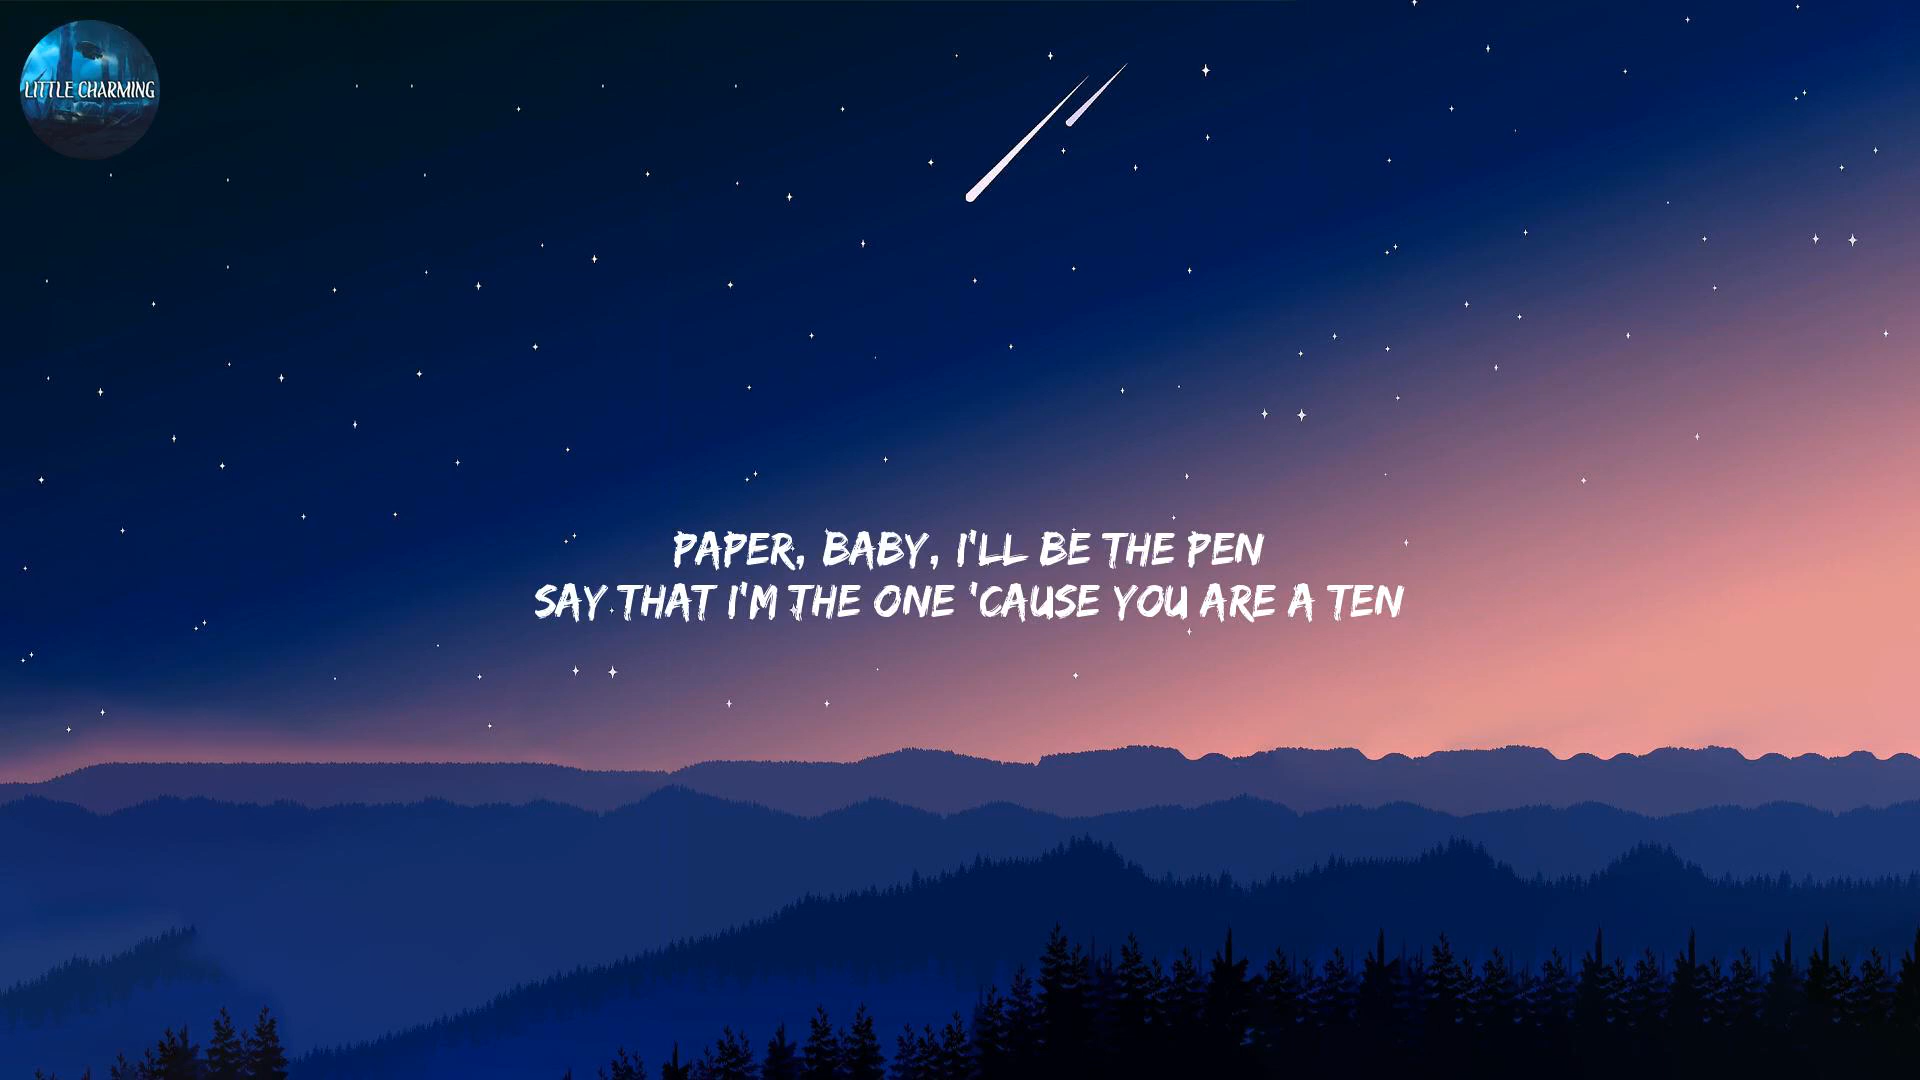 LITTLE CHARMING
PAPER, BABY, I'LL BE THE PEN
SAY THAT I'M THE ONE 'CAUSE YOU ARE A TEN